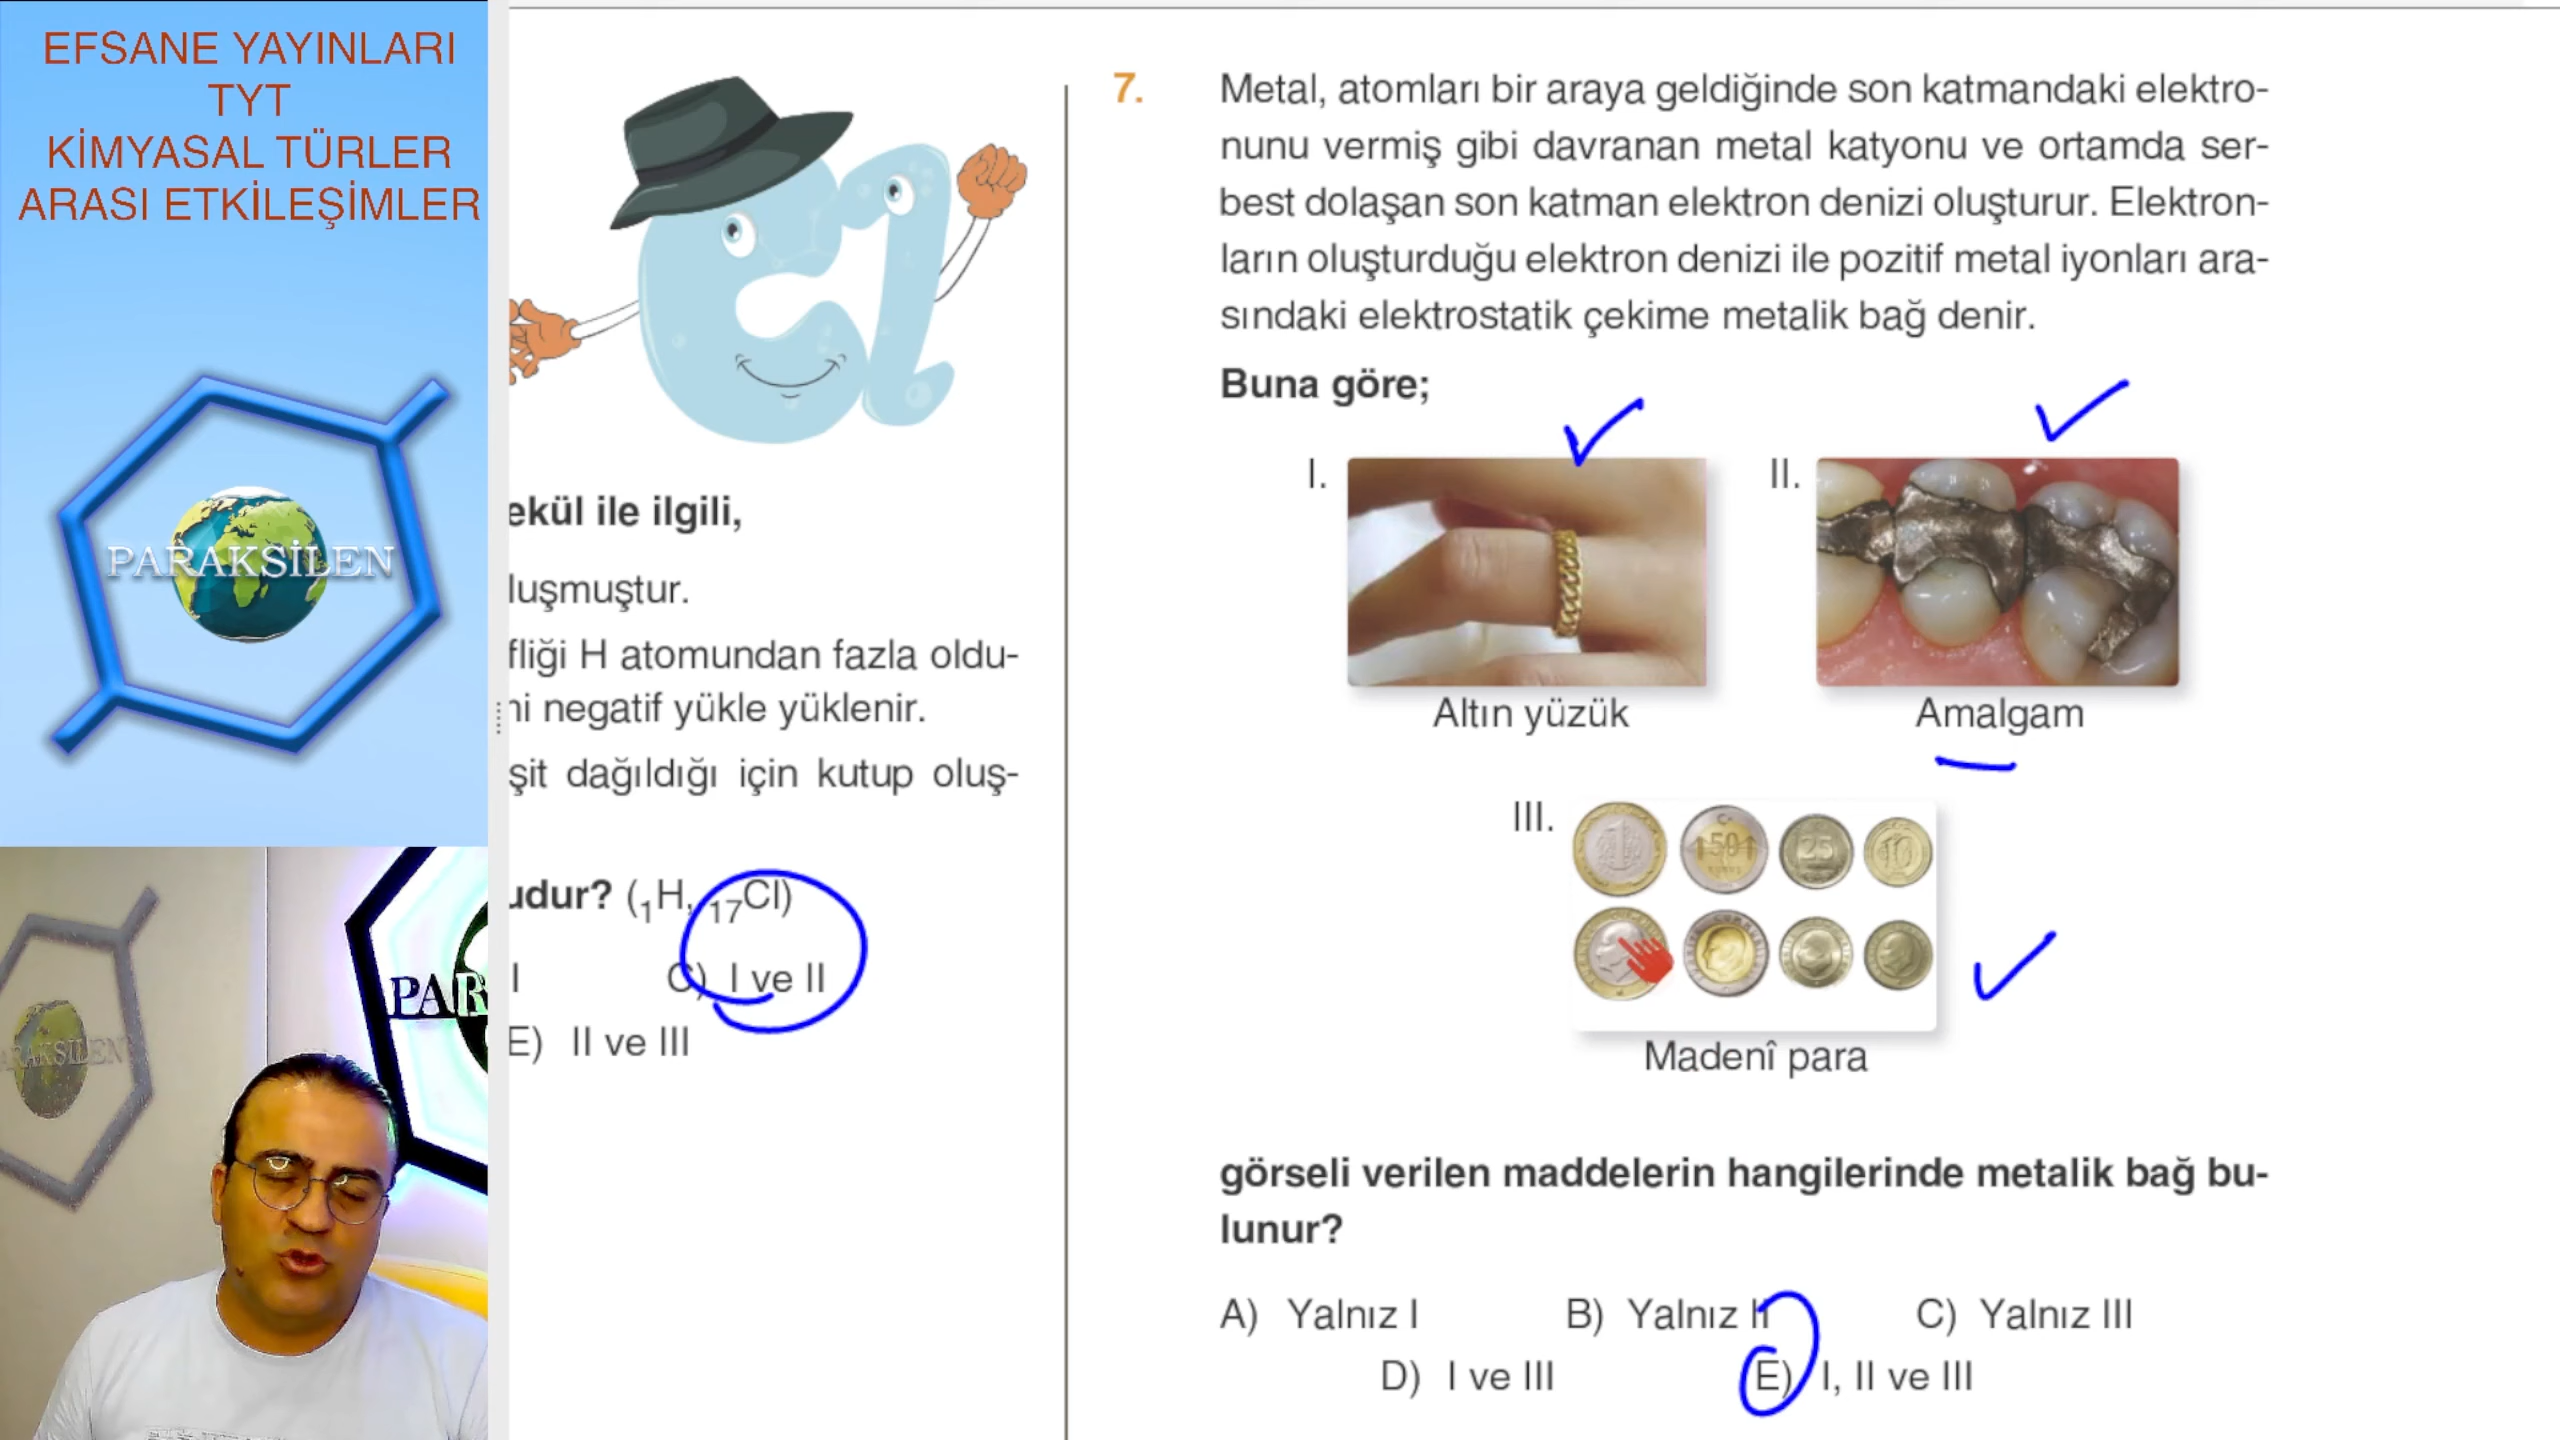 EFSANE YAYINLARI
TYT
KİMYASAL TÜRLER
ARASI ETKİLEŞİMLER
PARAKSİLEN
ekül ile ilgili,
luşmuştur.
fliği H atomundan fazla oldu-
ni negatif yükle yüklenir.
şit dağıldığı için kutup oluş-
udur? (₁H, ₁₇Cl)
I
C) I ve II
E) II ve III
7.
Metal, atomları bir araya geldiğinde son katmandaki elektro-
nunu vermiş gibi davranan metal katyonu ve ortamda ser-
best dolaşan son katman elektron denizi oluşturur. Elektron-
ların oluşturduğu elektron denizi ile pozitif metal iyonları ara-
sındaki elektrostatik çekime metalik bağ denir.
Buna göre;
I.
II.
Altın yüzük
Amalgam
III.
1 50 25 10
Madenî para
görseli verilen maddelerin hangilerinde metalik bağ bu-
lunur?
A) Yalnız I
B) Yalnız II
C) Yalnız III
D) I ve III
E) I, II ve III
PAR